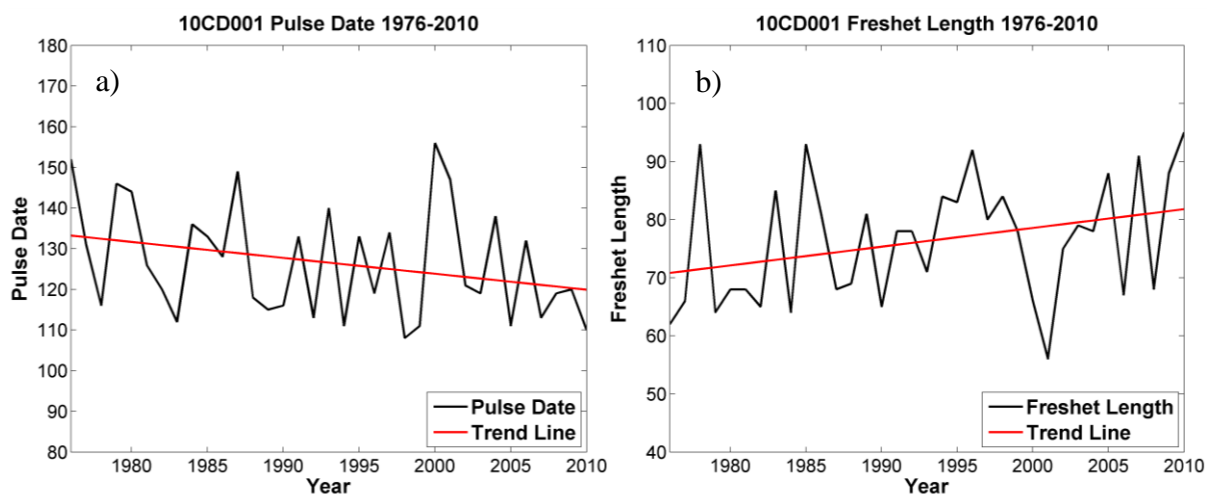 10CD001 Pulse Date 1976-2010
a)
180
170
160
150
140
130
120
110
100
90
80
Pulse Date
Pulse Date
Trend Line
1980 1985 1990 1995 2000 2005 2010
Year
10CD001 Freshet Length 1976-2010
b)
110
100
90
80
70
60
50
40
Freshet Length
Freshet Length
Trend Line
1980 1985 1990 1995 2000 2005 2010
Year